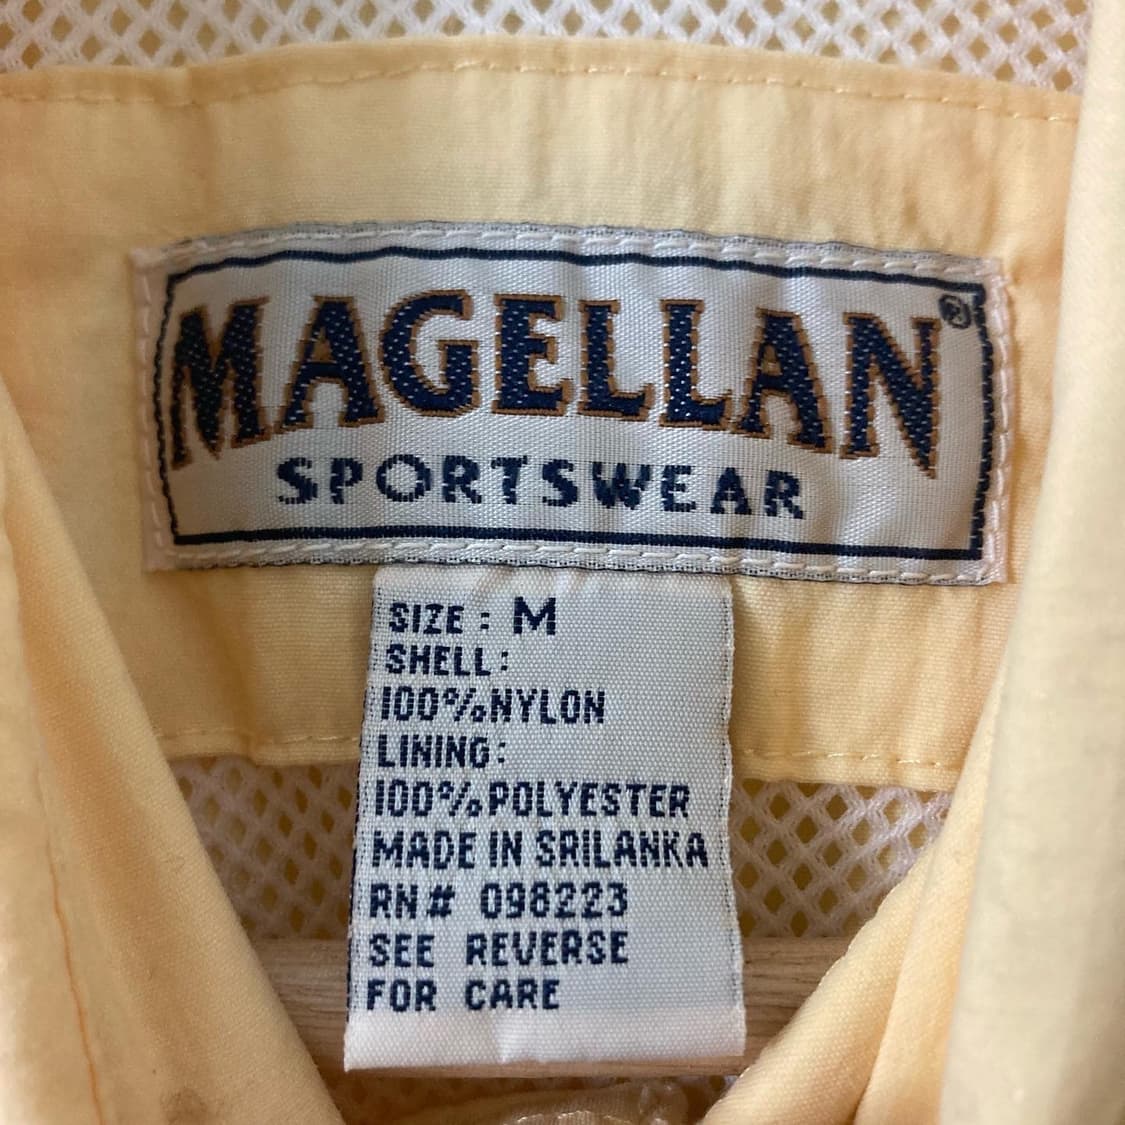 MAGELLAN®
SPORTSWEAR
SIZE : M
SHELL:
100%NYLON
LINING:
100%POLYESTER
MADE IN SRILANKA
RN# 098223
SEE REVERSE
FOR CARE